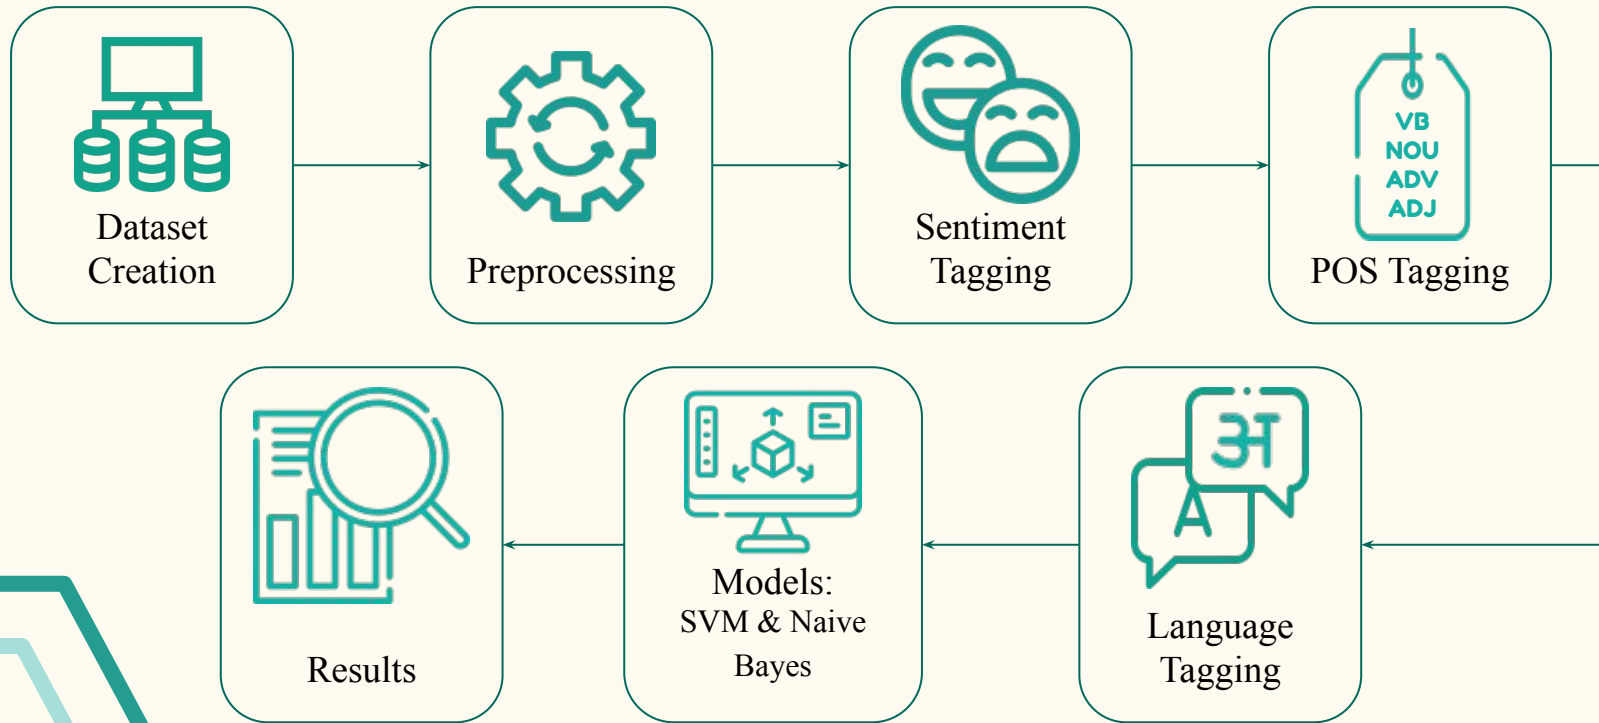 Dataset
Creation
Preprocessing
Sentiment
Tagging
VB
NOU
ADV
ADJ
POS Tagging
अ
A
Language
Tagging
Models:
SVM & Naive
Bayes
Results